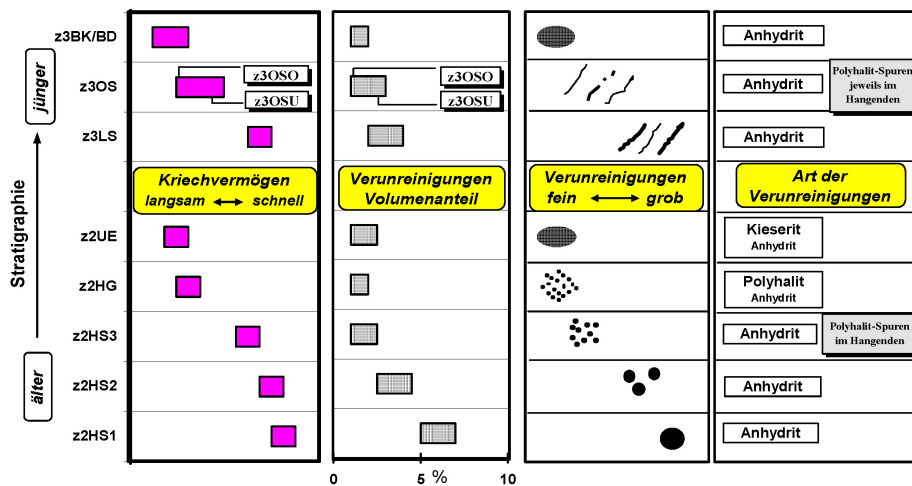 z3BK/BD
Anhydrit
jünger
z3OS
z3OSO
z3OSU
z3OSO
z3OSU
Anhydrit
Polyhalit-Spuren
jeweils im
Hangenden
z3LS
Anhydrit
Stratigraphie
Kriechvermögen
langsam schnell
Verunreinigungen
Volumenanteil
Verunreinigungen
fein grob
Art der
Verunreinigungen
z2UE
Kieserit
Anhydrit
z2HG
Polyhalit
Anhydrit
z2HS3
Anhydrit
Polyhalit-Spuren
im Hangenden
älter
z2HS2
Anhydrit
z2HS1
Anhydrit
0 5 % 10